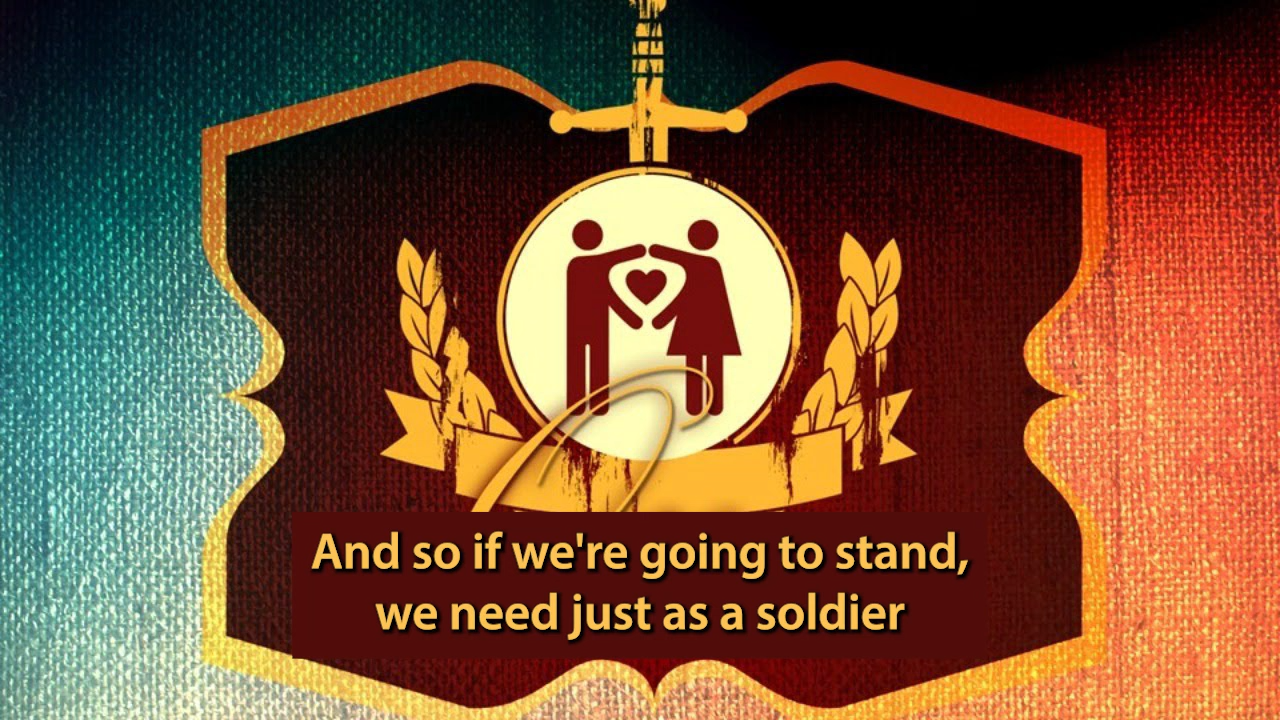 And so if we're going to stand,
we need just as a soldier